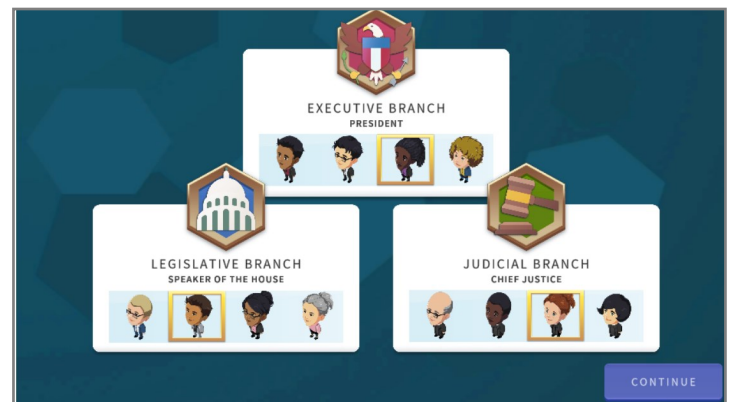 EXECUTIVE BRANCH
PRESIDENT
LEGISLATIVE BRANCH
SPEAKER OF THE HOUSE
JUDICIAL BRANCH
CHIEF JUSTICE
CONTINUE